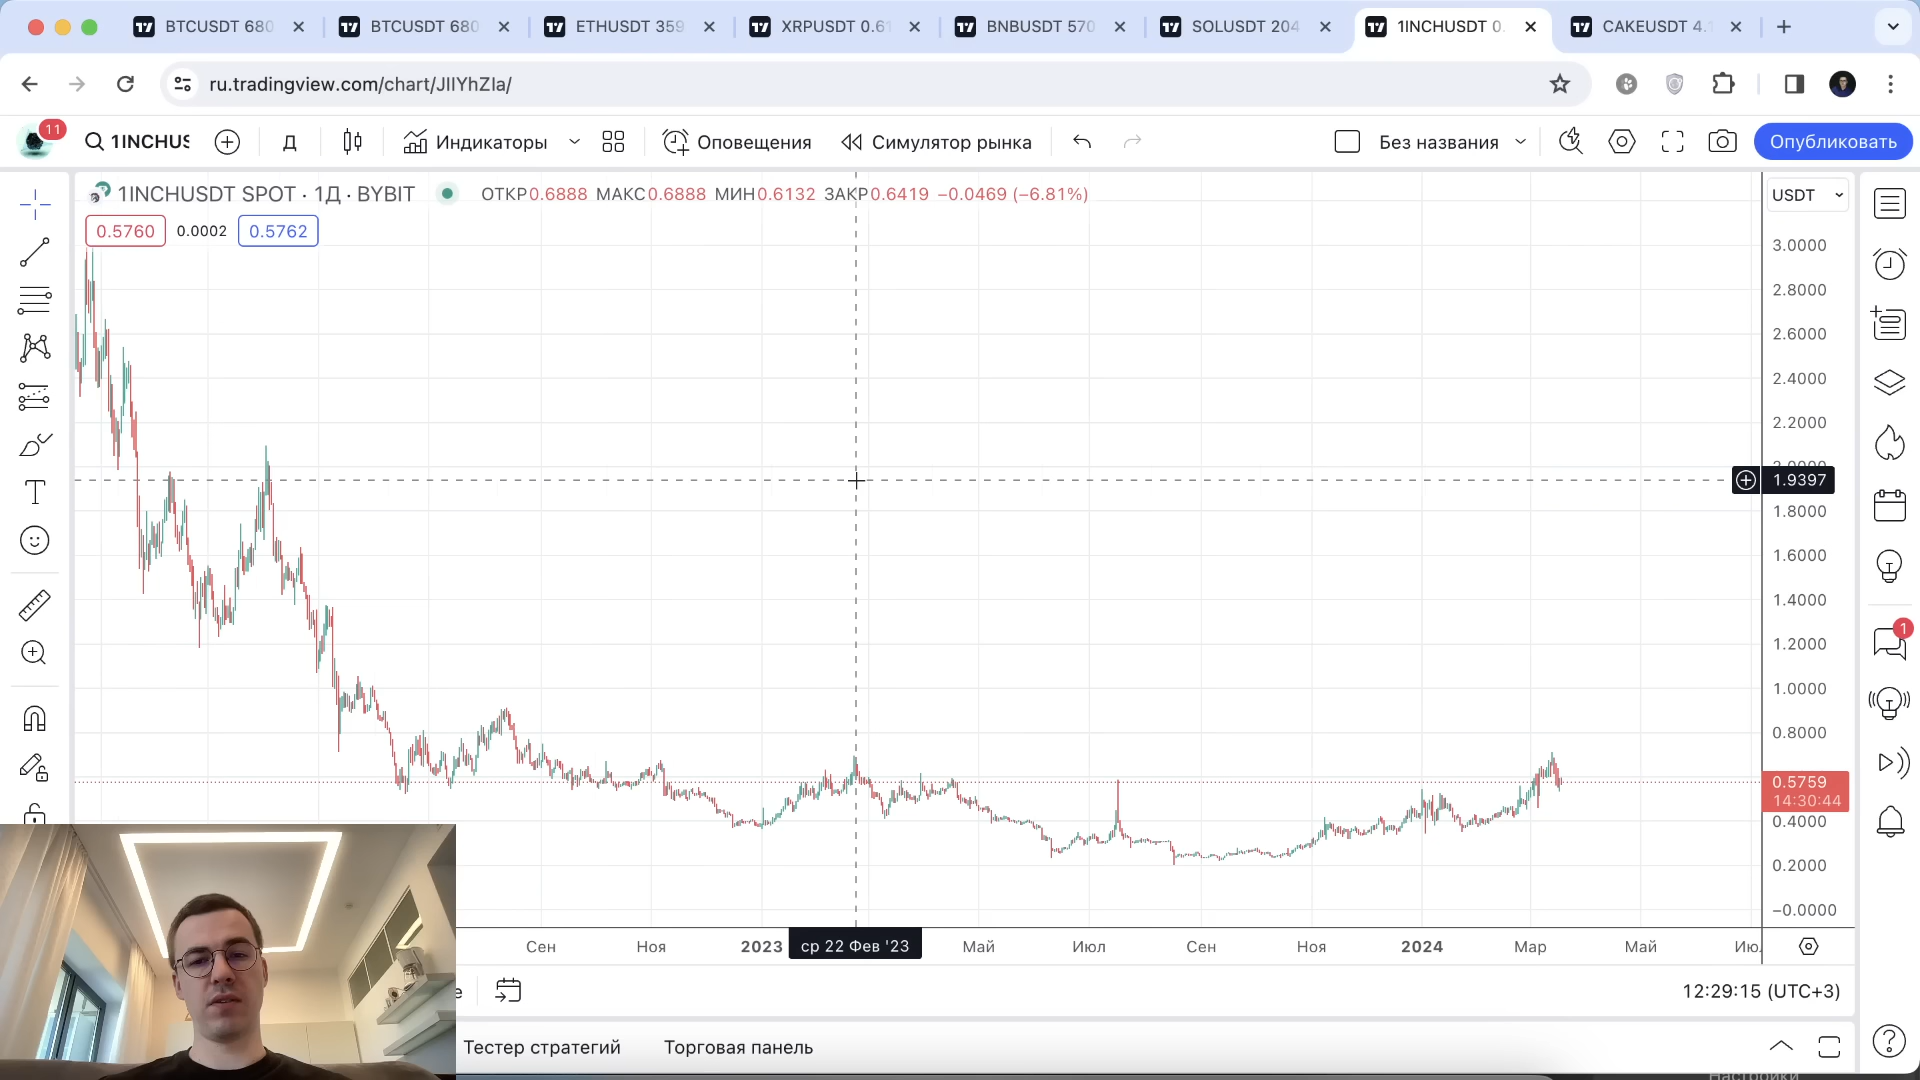 BTCUSDT 680
BTCUSDT 680
ETHUSDT 359
XRPUSDT 0.61
BNBUSDT 570
SOLUSDT 204
1INCHUSDT 0.
CAKEUSDT 4.1
ru.tradingview.com/chart/JIIYhZIa/
11
1INCHUS
Д
Индикаторы
Оповещения
Симулятор рынка
Без названия
Опубликовать
1INCHUSDT SPOT · 1Д · BYBIT
ОТКР0.6888 МАКС0.6888 МИН0.6132 ЗАКР0.6419 −0.0469 (−6.81%)
USDT
0.5760
0.0002
0.5762
3.0000
2.8000
2.6000
2.4000
2.2000
2.0000
1.9397
1.8000
1.6000
1.4000
1.2000
1.0000
0.8000
0.5759
14:30:44
0.4000
0.2000
−0.0000
1
Сен
Ноя
2023
ср 22 Фев '23
Май
Июл
Сен
Ноя
2024
Мар
Май
Ию
12:29:15 (UTC+3)
Тестер стратегий
Торговая панель
Настройки